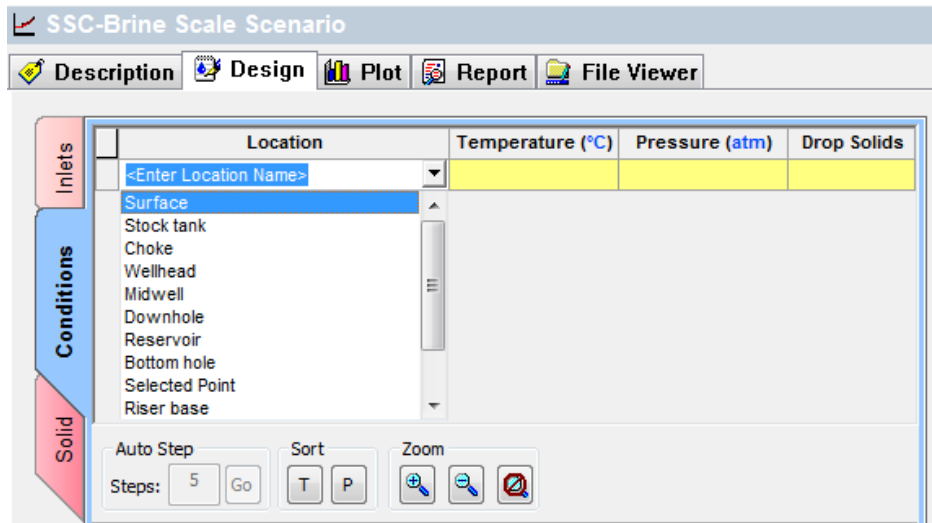 SSC-Brine Scale Scenario
Description Design Plot Report File Viewer
Inlets
Conditions
Solid
Location Temperature (°C) Pressure (atm) Drop Solids
<Enter Location Name>
Surface
Stock tank
Choke
Wellhead
Midwell
Downhole
Reservoir
Bottom hole
Selected Point
Riser base
Auto Step Sort Zoom
Steps: 5 Go T P